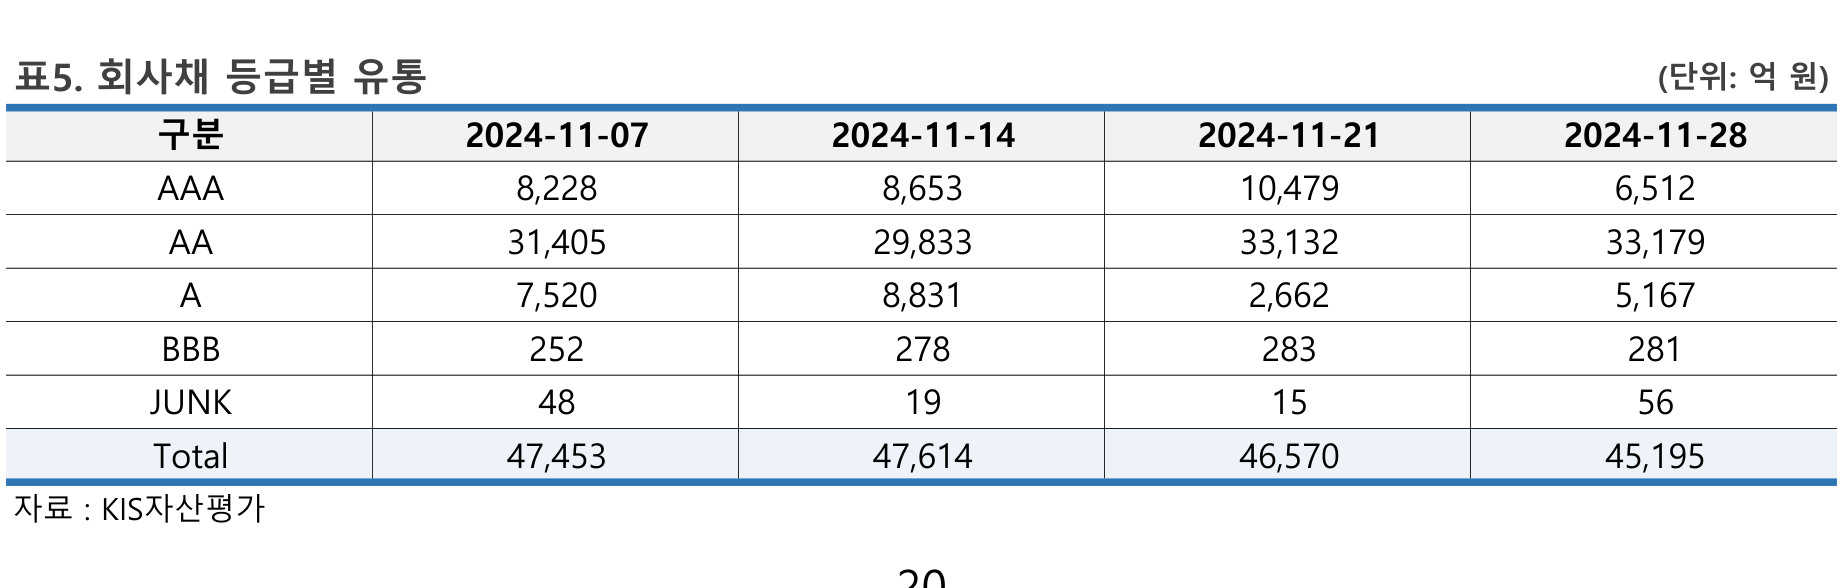 표5. 회사채 등급별 유통 (단위: 억 원)
구분 2024-11-07 2024-11-14 2024-11-21 2024-11-28
AAA 8,228 8,653 10,479 6,512
AA 31,405 29,833 33,132 33,179
A 7,520 8,831 2,662 5,167
BBB 252 278 283 281
JUNK 48 19 15 56
Total 47,453 47,614 46,570 45,195
자료 : KIS자산평가
20